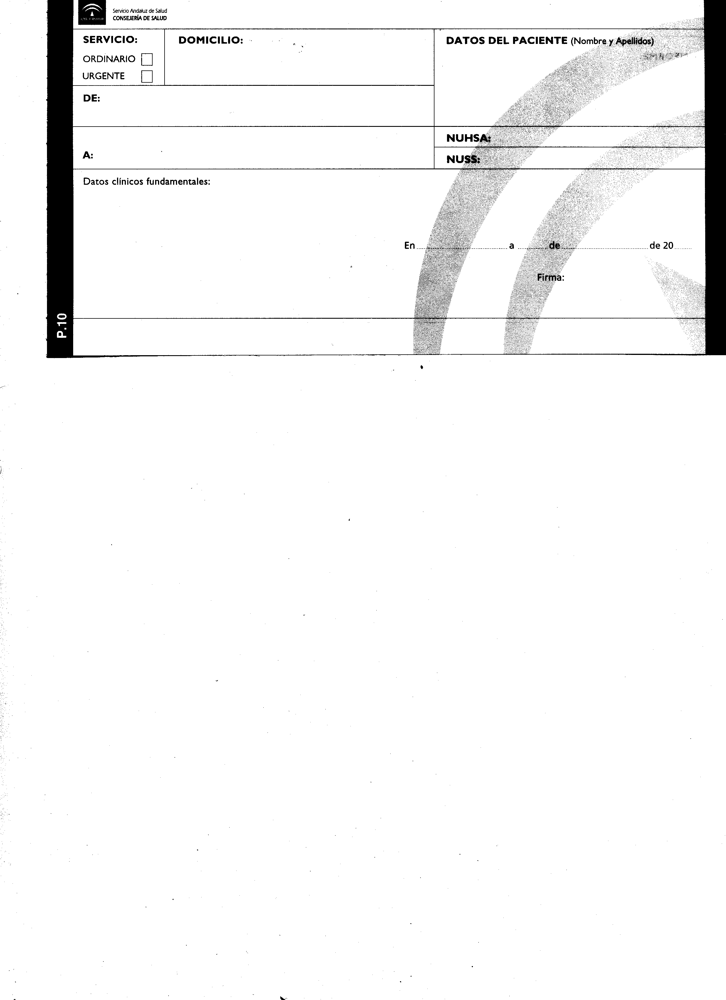 Servicio Andaluz de Salud
CONSEJERÍA DE SALUD
SERVICIO:
ORDINARIO
URGENTE
DOMICILIO:
DATOS DEL PACIENTE (Nombre y Apellidos)
DE:
A:
NUHSA:
NUSS:
Datos clínicos fundamentales:
En ........ a ........ de ........ de 20 ........
Firma:
P.10